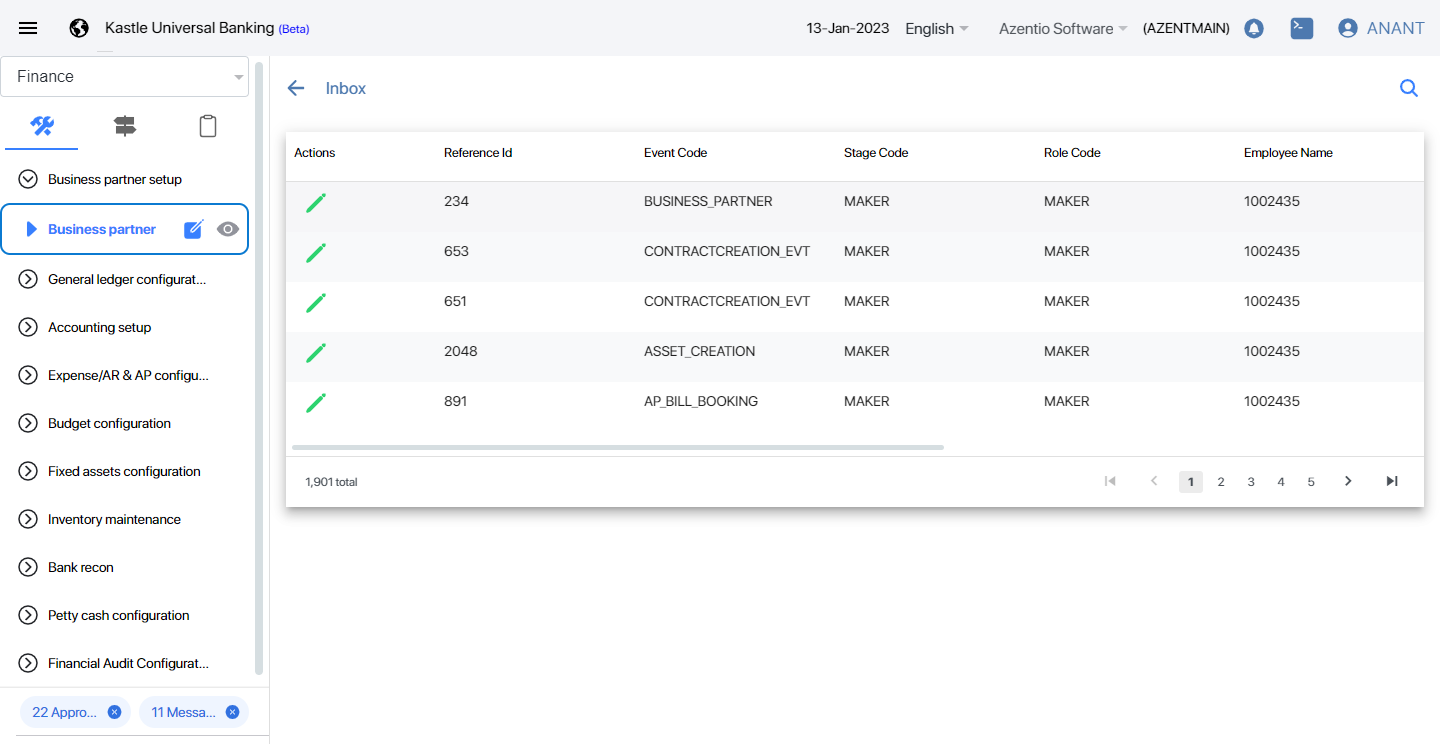 Kastle Universal Banking (Beta)
13-Jan-2023 English Azentio Software (AZENTMAIN) ANANT
Finance
Business partner setup
Business partner
General ledger configurat...
Accounting setup
Expense/AR & AP configu...
Budget configuration
Fixed assets configuration
Inventory maintenance
Bank recon
Petty cash configuration
Financial Audit Configurat...
22 Appro... 11 Messa...
Inbox
Actions Reference Id Event Code Stage Code Role Code Employee Name
234 BUSINESS_PARTNER MAKER MAKER 1002435
653 CONTRACTCREATION_EVT MAKER MAKER 1002435
651 CONTRACTCREATION_EVT MAKER MAKER 1002435
2048 ASSET_CREATION MAKER MAKER 1002435
891 AP_BILL_BOOKING MAKER MAKER 1002435
1,901 total 1 2 3 4 5